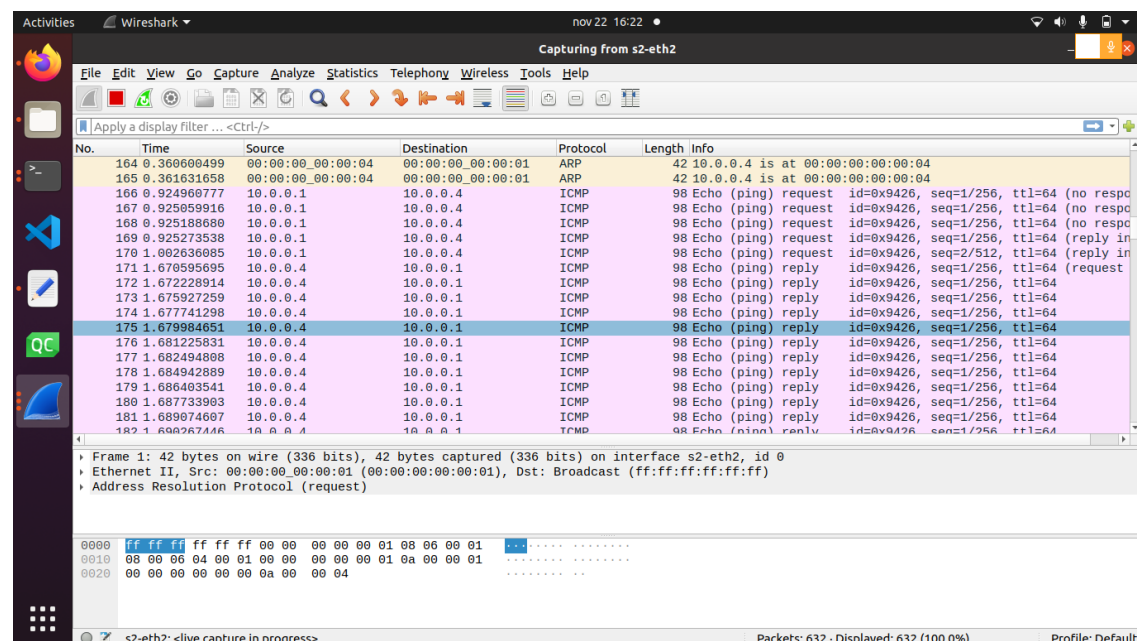 Activities Wireshark nov 22 16:22
Capturing from s2-eth2
File Edit View Go Capture Analyze Statistics Telephony Wireless Tools Help
Apply a display filter … <Ctrl-/>
No. Time Source Destination Protocol Length Info
164 0.360600499 00:00:00_00:00:04 00:00:00_00:00:01 ARP 42 10.0.0.4 is at 00:00:00:00:00:04
165 0.361631658 00:00:00_00:00:04 00:00:00_00:00:01 ARP 42 10.0.0.4 is at 00:00:00:00:00:04
166 0.924960777 10.0.0.1 10.0.0.4 ICMP 98 Echo (ping) request id=0x9426, seq=1/256, ttl=64 (no respo
167 0.925059916 10.0.0.1 10.0.0.4 ICMP 98 Echo (ping) request id=0x9426, seq=1/256, ttl=64 (no respo
168 0.925188680 10.0.0.1 10.0.0.4 ICMP 98 Echo (ping) request id=0x9426, seq=1/256, ttl=64 (no respo
169 0.925273538 10.0.0.1 10.0.0.4 ICMP 98 Echo (ping) request id=0x9426, seq=1/256, ttl=64 (reply in
170 1.002636085 10.0.0.1 10.0.0.4 ICMP 98 Echo (ping) request id=0x9426, seq=2/512, ttl=64 (reply in
171 1.670595695 10.0.0.4 10.0.0.1 ICMP 98 Echo (ping) reply id=0x9426, seq=1/256, ttl=64 (request
172 1.672228914 10.0.0.4 10.0.0.1 ICMP 98 Echo (ping) reply id=0x9426, seq=1/256, ttl=64
173 1.675927259 10.0.0.4 10.0.0.1 ICMP 98 Echo (ping) reply id=0x9426, seq=1/256, ttl=64
174 1.677741298 10.0.0.4 10.0.0.1 ICMP 98 Echo (ping) reply id=0x9426, seq=1/256, ttl=64
175 1.679984651 10.0.0.4 10.0.0.1 ICMP 98 Echo (ping) reply id=0x9426, seq=1/256, ttl=64
176 1.681225831 10.0.0.4 10.0.0.1 ICMP 98 Echo (ping) reply id=0x9426, seq=1/256, ttl=64
177 1.682494808 10.0.0.4 10.0.0.1 ICMP 98 Echo (ping) reply id=0x9426, seq=1/256, ttl=64
178 1.684942889 10.0.0.4 10.0.0.1 ICMP 98 Echo (ping) reply id=0x9426, seq=1/256, ttl=64
179 1.686403541 10.0.0.4 10.0.0.1 ICMP 98 Echo (ping) reply id=0x9426, seq=1/256, ttl=64
180 1.687733903 10.0.0.4 10.0.0.1 ICMP 98 Echo (ping) reply id=0x9426, seq=1/256, ttl=64
181 1.689074607 10.0.0.4 10.0.0.1 ICMP 98 Echo (ping) reply id=0x9426, seq=1/256, ttl=64
182 1.690267446 10.0.0.4 10.0.0.1 ICMP 98 Echo (ping) reply id=0x9426, seq=1/256, ttl=64
Frame 1: 42 bytes on wire (336 bits), 42 bytes captured (336 bits) on interface s2-eth2, id 0
Ethernet II, Src: 00:00:00_00:00:01 (00:00:00:00:00:01), Dst: Broadcast (ff:ff:ff:ff:ff:ff)
Address Resolution Protocol (request)
0000 ff ff ff ff ff ff 00 00 00 00 00 01 08 06 00 01 ········ ········
0010 08 00 06 04 00 01 00 00 00 00 00 01 0a 00 00 01 ········ ········
0020 00 00 00 00 00 00 0a 00 00 04 ········ ··
QC
s2-eth2: <live capture in progress> Packets: 632 · Displayed: 632 (100.0%) Profile: Default